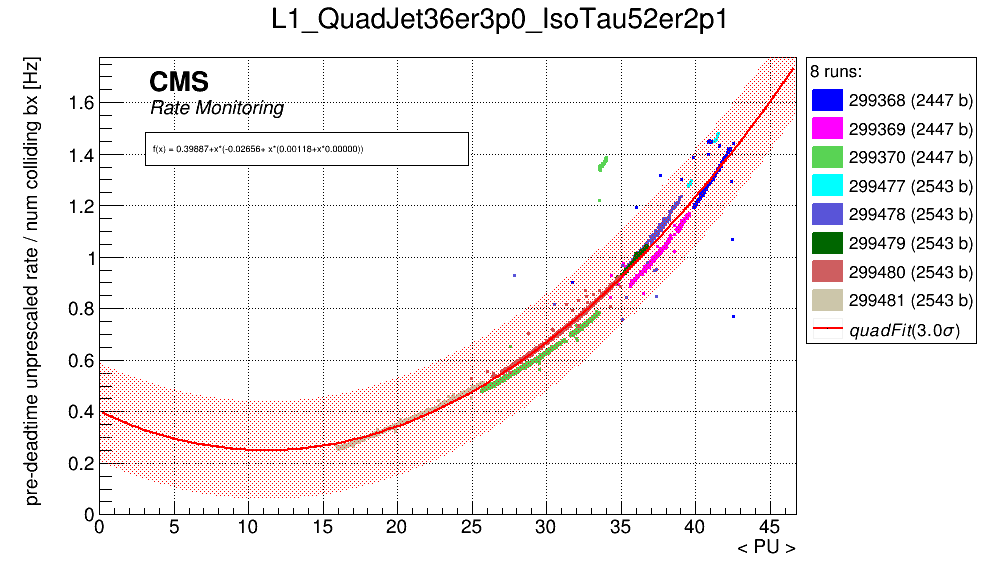 L1_QuadJet36er3p0_IsoTau52er2p1
pre-deadtime unprescaled rate / num colliding bx [Hz]
CMS
Rate Monitoring
f(x) = 0.39887+x*(-0.02656+ x*(0.00118+x*0.00000))
1.6
1.4
1.2
1
0.8
0.6
0.4
0.2
0
0 5 10 15 20 25 30 35 40 45
< PU >
8 runs:
299368 (2447 b)
299369 (2447 b)
299370 (2447 b)
299477 (2543 b)
299478 (2543 b)
299479 (2543 b)
299480 (2543 b)
299481 (2543 b)
quadFit(3.0σ)